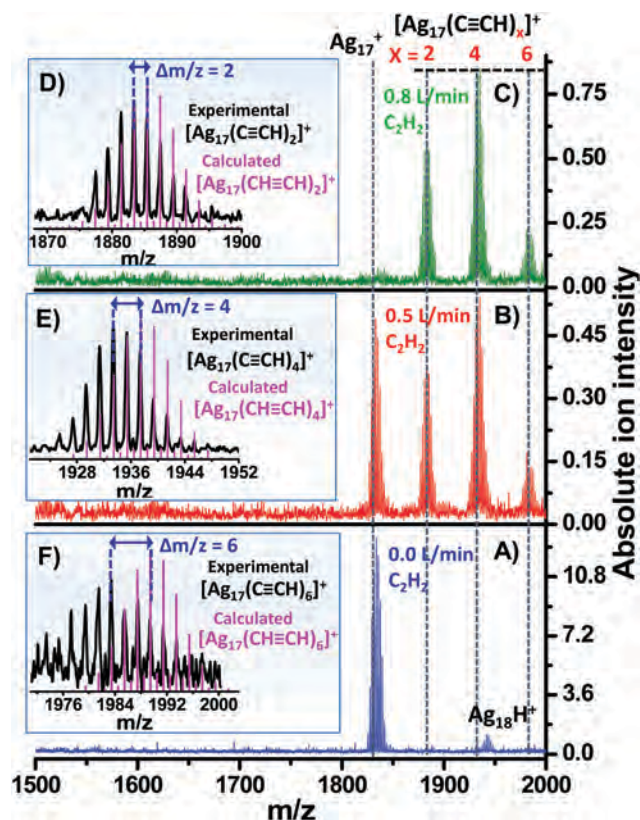 Ag₁₇⁺
[Ag₁₇(C≡CH)ₓ]⁺
X = 2 4 6
D)
Δm/z = 2
Experimental
[Ag₁₇(C≡CH)₂]⁺
Calculated
[Ag₁₇(CH≡CH)₂]⁺
1870 1880 1890 1900
m/z
0.8 L/min
C₂H₂
C)
0.75
0.50
0.25
0.00
E)
Δm/z = 4
Experimental
[Ag₁₇(C≡CH)₄]⁺
Calculated
[Ag₁₇(CH≡CH)₄]⁺
1928 1936 1944 1952
m/z
0.5 L/min
C₂H₂
B)
0.45
0.30
0.15
0.00
F)
Δm/z = 6
Experimental
[Ag₁₇(C≡CH)₆]⁺
Calculated
[Ag₁₇(CH≡CH)₆]⁺
1976 1984 1992 2000
m/z
0.0 L/min
C₂H₂
A)
Ag₁₈H⁺
10.8
7.2
3.6
0.0
1500 1600 1700 1800 1900 2000
m/z
Absolute ion intensity